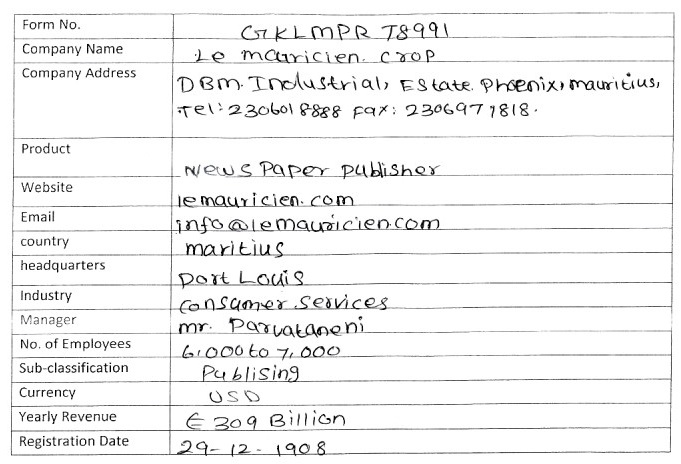 Form No. GKLMPR T8991
Company Name Le mauricien. crop
Company Address DBM. Industrial, Estate. Phoenix, mauritius,
Tel: 2306018888 Fax: 2306977818.
Product News Paper Publisher
Website lemauricien.com
Email info@lemauricien.com
country maritius
headquarters Port Louis
Industry Consumer.Services
Manager mr. Parvataneni
No. of Employees 6,000 to 7,000
Sub-classification Publising
Currency USD
Yearly Revenue € 309 Billion
Registration Date 29-12-1908